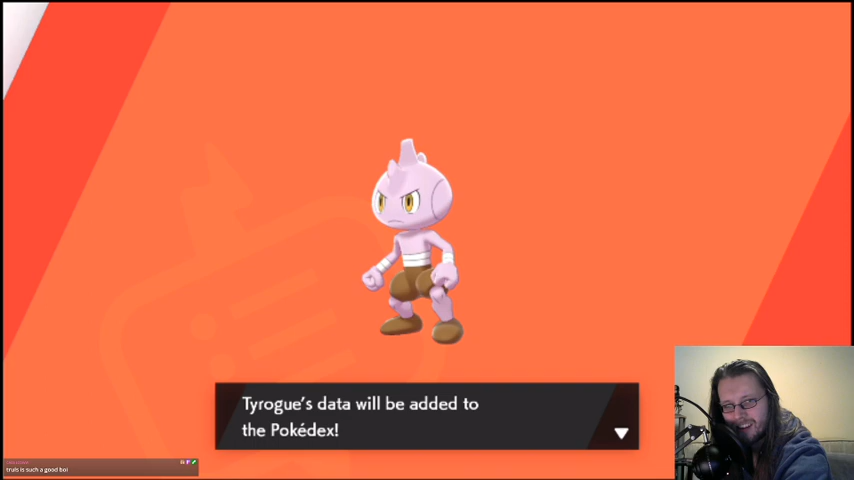 Tyrogue's data will be added to
the Pokédex!
truls is such a good boi